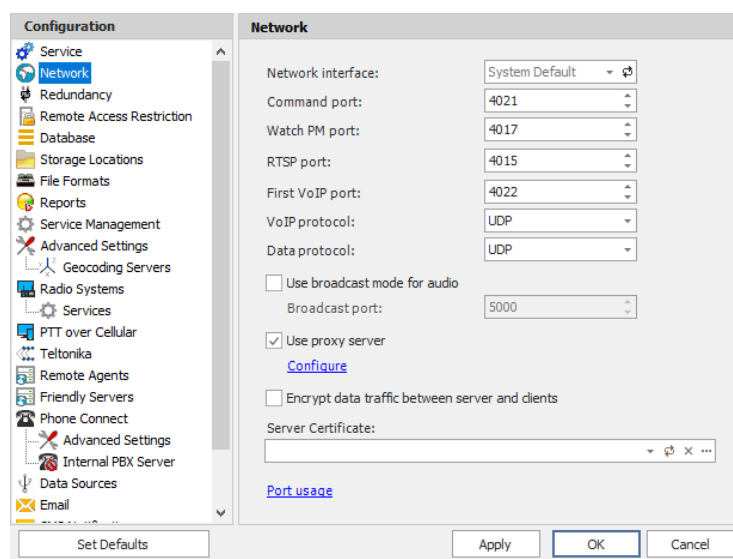 Configuration
Service
Network
Redundancy
Remote Access Restriction
Database
Storage Locations
File Formats
Reports
Service Management
Advanced Settings
Geocoding Servers
Radio Systems
Services
PTT over Cellular
Teltonika
Remote Agents
Friendly Servers
Phone Connect
Advanced Settings
Internal PBX Server
Data Sources
Email
Set Defaults
Network
Network interface: System Default
Command port: 4021
Watch PM port: 4017
RTSP port: 4015
First VoIP port: 4022
VoIP protocol: UDP
Data protocol: UDP
Use broadcast mode for audio
Broadcast port: 5000
Use proxy server
Configure
Encrypt data traffic between server and clients
Server Certificate:
Port usage
Apply OK Cancel